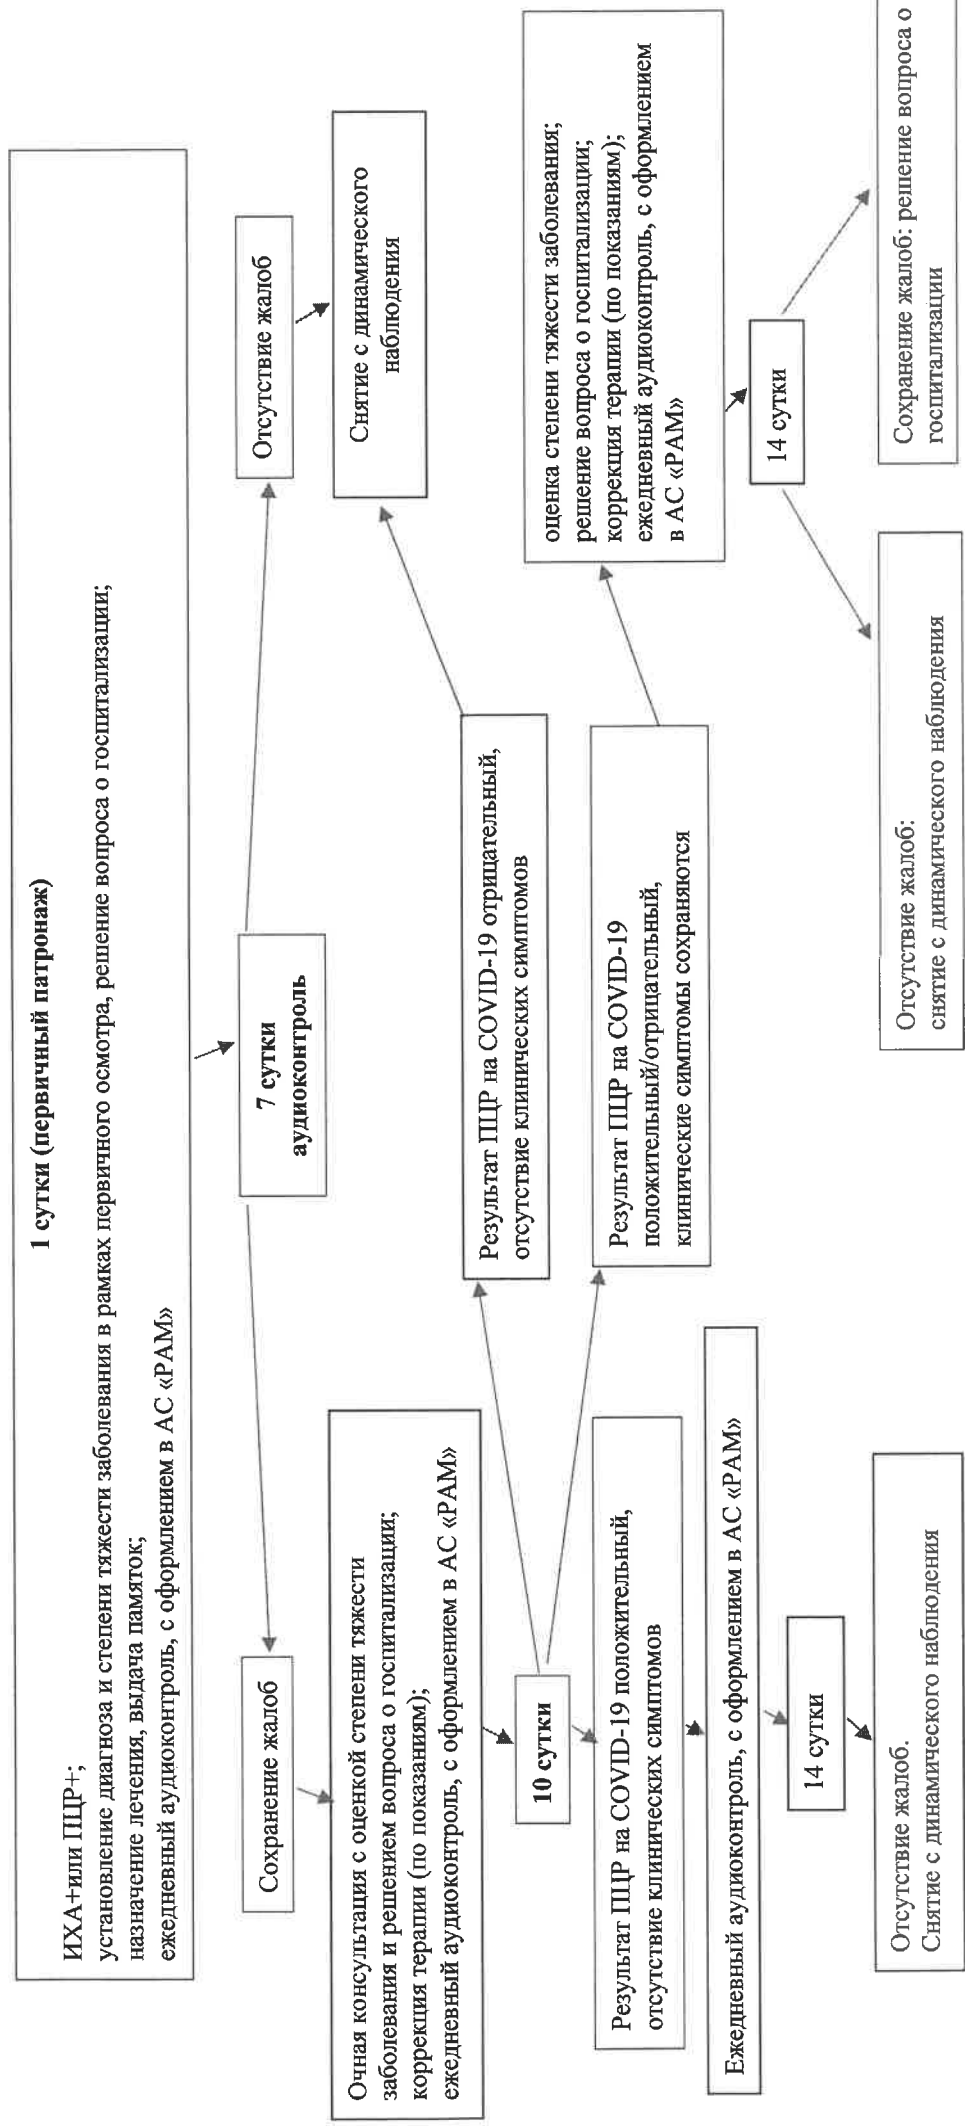 1 сутки (первичный патронаж)
ИХА+или ПЦР+;
установление диагноза и степени тяжести заболевания в рамках первичного осмотра, решение вопроса о госпитализации;
назначение лечения, выдача памяток;
ежедневный аудиоконтроль, с оформлением в АС «РАМ»
7 сутки
аудиоконтроль
Сохранение жалоб
Отсутствие жалоб
Очная консультация с оценкой степени тяжести
заболевания и решением вопроса о госпитализации;
коррекция терапии (по показаниям);
ежедневный аудиоконтроль, с оформлением в АС «РАМ»
Снятие с динамического
наблюдения
10 сутки
Результат ПЦР на COVID-19 отрицательный,
отсутствие клинических симптомов
Результат ПЦР на COVID-19 положительный,
отсутствие клинических симптомов
Результат ПЦР на COVID-19
положительный/отрицательный,
клинические симптомы сохраняются
оценка степени тяжести заболевания;
решение вопроса о госпитализации;
коррекция терапии (по показаниям);
ежедневный аудиоконтроль, с оформлением
в АС «РАМ»
Ежедневный аудиоконтроль, с оформлением в АС «РАМ»
14 сутки
14 сутки
Отсутствие жалоб.
Снятие с динамического наблюдения
Отсутствие жалоб:
снятие с динамического наблюдения
Сохранение жалоб: решение вопроса о
госпитализации